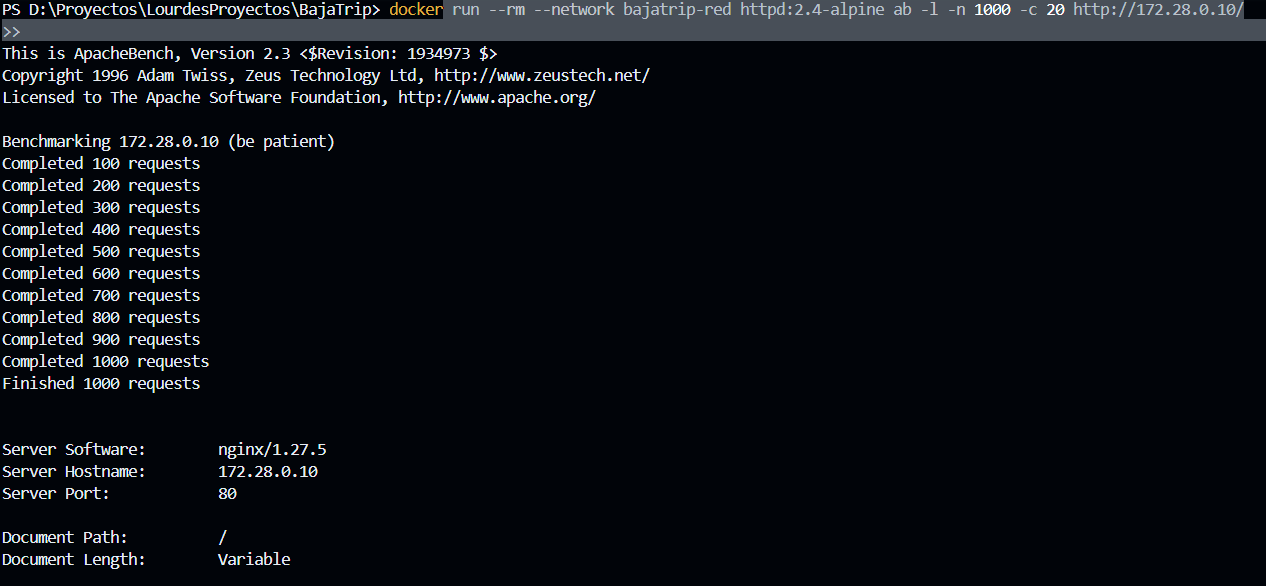 PS D:\Proyectos\LourdesProyectos\BajaTrip> docker run --rm --network bajatrip-red httpd:2.4-alpine ab -l -n 1000 -c 20 http://172.28.0.10/
>>
This is ApacheBench, Version 2.3 <$Revision: 1934973 $>
Copyright 1996 Adam Twiss, Zeus Technology Ltd, http://www.zeustech.net/
Licensed to The Apache Software Foundation, http://www.apache.org/
Benchmarking 172.28.0.10 (be patient)
Completed 100 requests
Completed 200 requests
Completed 300 requests
Completed 400 requests
Completed 500 requests
Completed 600 requests
Completed 700 requests
Completed 800 requests
Completed 900 requests
Completed 1000 requests
Finished 1000 requests
Server Software: nginx/1.27.5
Server Hostname: 172.28.0.10
Server Port: 80
Document Path: /
Document Length: Variable